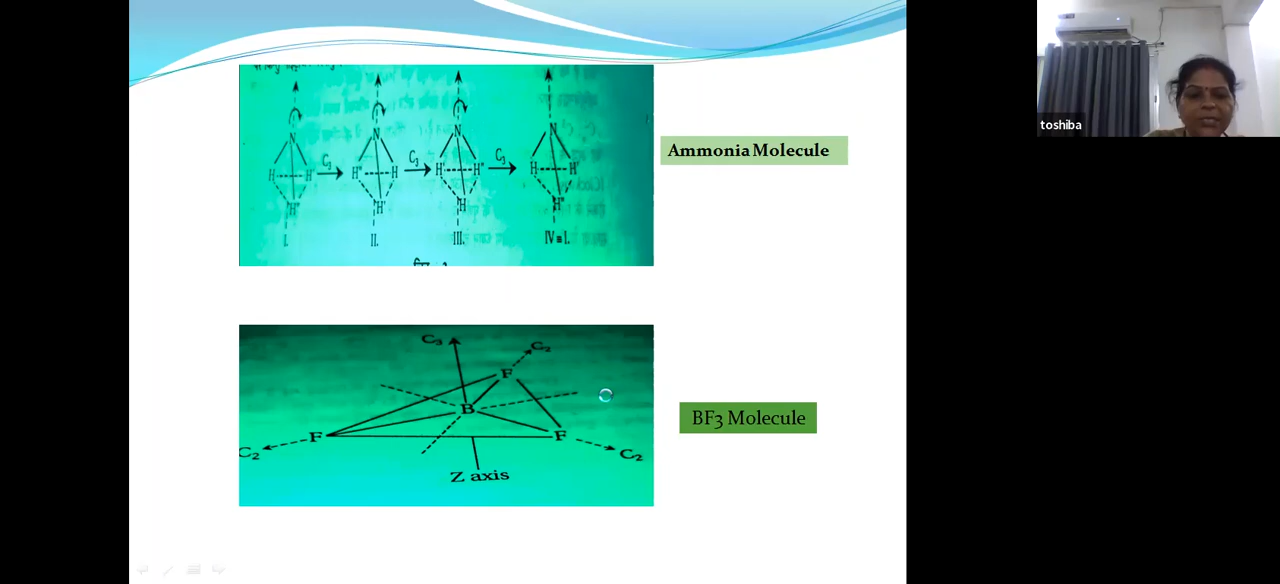 N N N N
C₃ C₃ C₃
H H' H" H H' H" H H'
H" H' H H"
I. II. III. IV ≡ I.
Ammonia Molecule
C₃
C₂
F
B
F F
C₂ C₂
Z axis
BF3 Molecule
toshiba